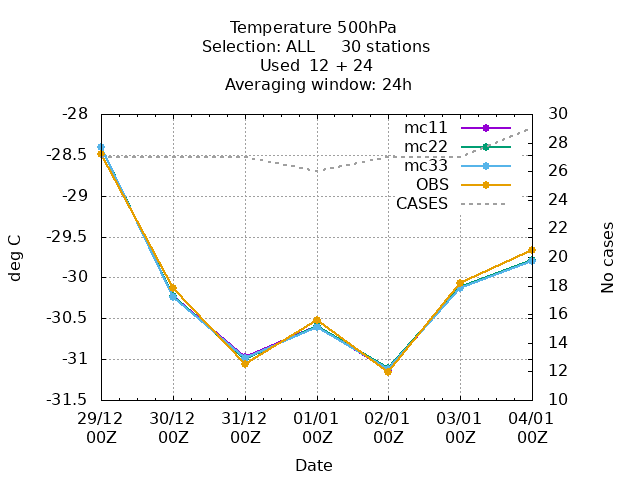 Temperature 500hPa
Selection: ALL 30 stations
Used 12 + 24
Averaging window: 24h
-28
-28.5
-29
-29.5
-30
-30.5
-31
-31.5
deg C
30
28
26
24
22
20
18
16
14
12
10
No cases
mc11
mc22
mc33
OBS
CASES
29/12 30/12 31/12 01/01 02/01 03/01 04/01
00Z 00Z 00Z 00Z 00Z 00Z 00Z
Date